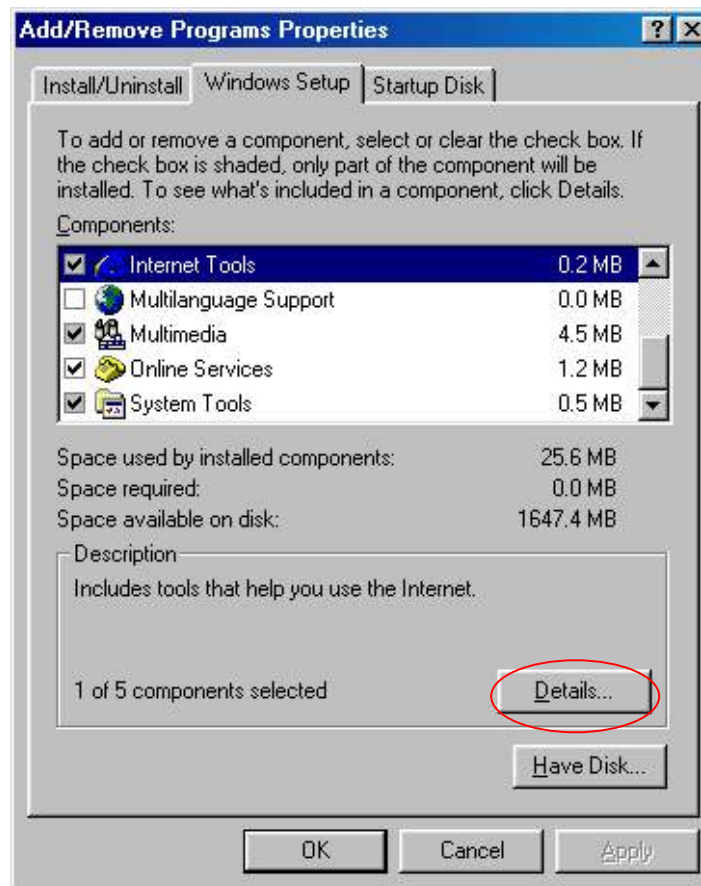 Add/Remove Programs Properties
Install/Uninstall Windows Setup Startup Disk
To add or remove a component, select or clear the check box. If
the check box is shaded, only part of the component will be
installed. To see what's included in a component, click Details.
Components:
Internet Tools 0.2 MB
Multilanguage Support 0.0 MB
Multimedia 4.5 MB
Online Services 1.2 MB
System Tools 0.5 MB
Space used by installed components: 25.6 MB
Space required: 0.0 MB
Space available on disk: 1647.4 MB
Description
Includes tools that help you use the Internet.
1 of 5 components selected Details...
Have Disk...
OK Cancel Apply